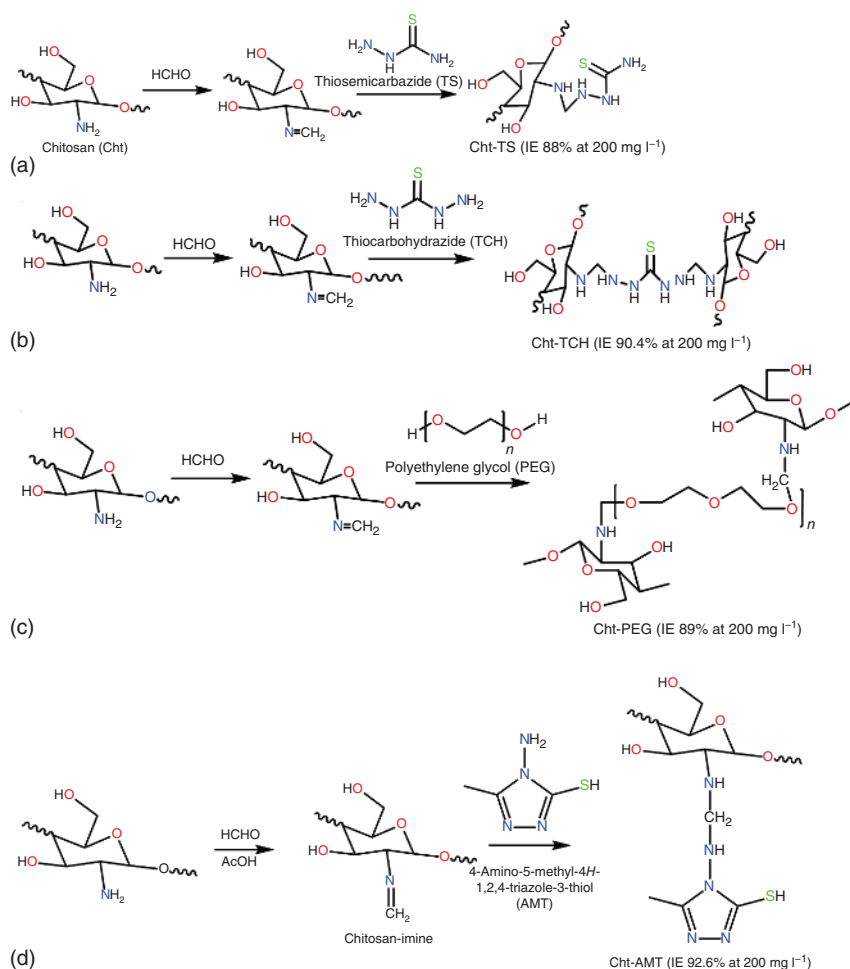 HO
O
HO
NH₂
O
Chitosan (Cht)
HCHO
HO
O
HO
N=CH₂
O
S
H₂N
N
H
NH₂
Thiosemicarbazide (TS)
O
O
HO
HO
N
H
N
H
N
H
S
NH₂
Cht-TS (IE 88% at 200 mg l⁻¹)
(a)
HO
O
HO
NH₂
O
HCHO
HO
O
HO
N=CH₂
O
S
H₂N
N
H
N
H
NH₂
Thiocarbohydrazide (TCH)
O
O
HO
HO
N
H
N
H
N
H
S
N
H
N
H
N
H
OH
O
HO
O
Cht-TCH (IE 90.4% at 200 mg l⁻¹)
(b)
HO
O
HO
NH₂
O
HCHO
HO
O
HO
N=CH₂
O
H
O
O
H
n
Polyethylene glycol (PEG)
OH
O
O
HO
NH
H₂C
O
O
O
n
NH
O
O
OH
HO
Cht-PEG (IE 89% at 200 mg l⁻¹)
(c)
HO
O
HO
NH₂
O
HCHO
AcOH
HO
O
HO
N
CH₂
O
Chitosan-imine
NH₂
N
SH
N
N
4-Amino-5-methyl-4H-
1,2,4-triazole-3-thiol
(AMT)
HO
O
HO
O
NH
CH₂
NH
N
SH
N
N
Cht-AMT (IE 92.6% at 200 mg l⁻¹)
(d)